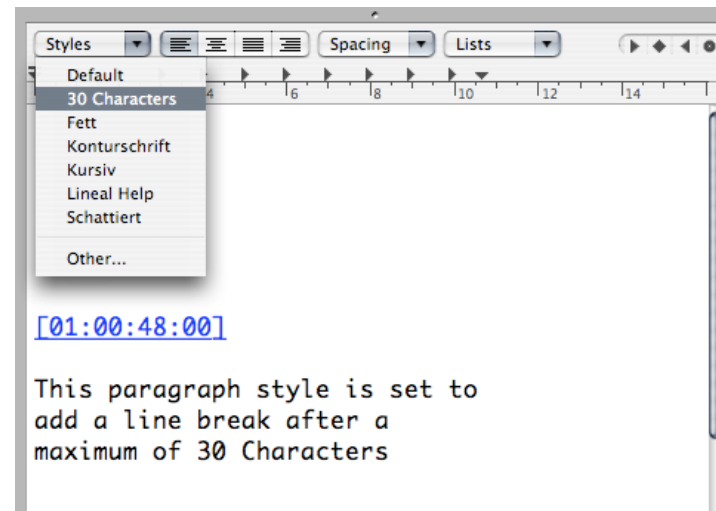 Styles Spacing Lists
Default
4 6 8 10 12 14
30 Characters
Fett
Konturschrift
Kursiv
Lineal Help
Schattiert
Other...
[01:00:48:00]
This paragraph style is set to
add a line break after a
maximum of 30 Characters